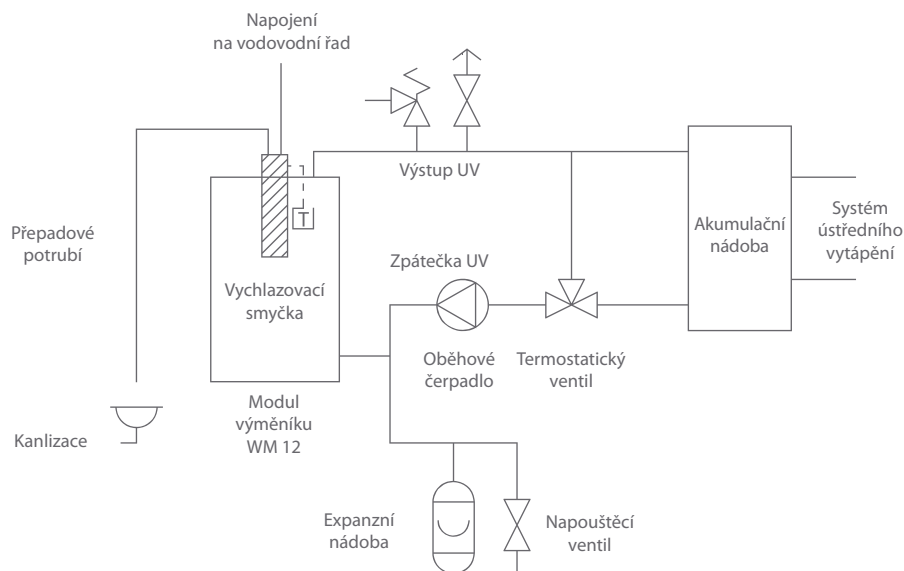 Napojení
na vodovodní řad
Výstup UV
Přepadové
potrubí
T
Vychlazovací
smyčka
Zpátečka UV
Akumulační
nádoba
Systém
ústředního
vytápění
Oběhové
čerpadlo
Termostatický
ventil
Modul
výměníku
WM 12
Kanlizace
Expanzní
nádoba
Napouštěcí
ventil